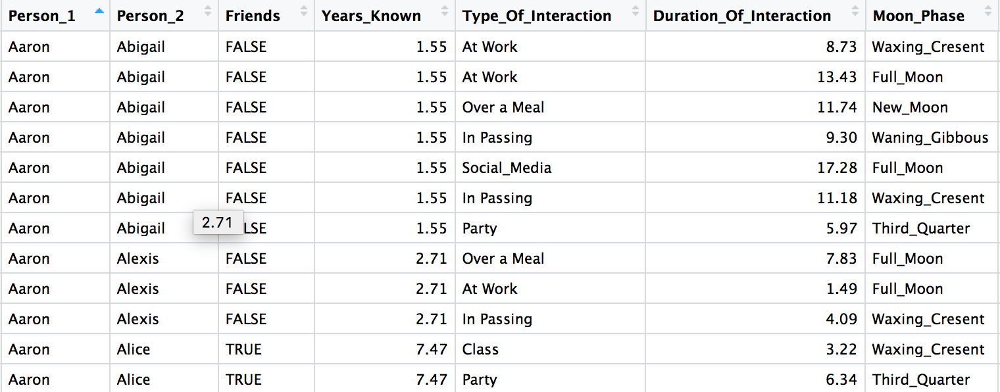 Person_1 Person_2 Friends Years_Known Type_Of_Interaction Duration_Of_Interaction Moon_Phase
Aaron Abigail FALSE 1.55 At Work 8.73 Waxing_Cresent
Aaron Abigail FALSE 1.55 At Work 13.43 Full_Moon
Aaron Abigail FALSE 1.55 Over a Meal 11.74 New_Moon
Aaron Abigail FALSE 1.55 In Passing 9.30 Waning_Gibbous
Aaron Abigail FALSE 1.55 Social_Media 17.28 Full_Moon
Aaron Abigail FALSE 1.55 In Passing 11.18 Waxing_Cresent
2.71
Aaron Abigail LSE 1.55 Party 5.97 Third_Quarter
Aaron Alexis FALSE 2.71 Over a Meal 7.83 Full_Moon
Aaron Alexis FALSE 2.71 At Work 1.49 Full_Moon
Aaron Alexis FALSE 2.71 In Passing 4.09 Waxing_Cresent
Aaron Alice TRUE 7.47 Class 3.22 Waxing_Cresent
Aaron Alice TRUE 7.47 Party 6.34 Third_Quarter